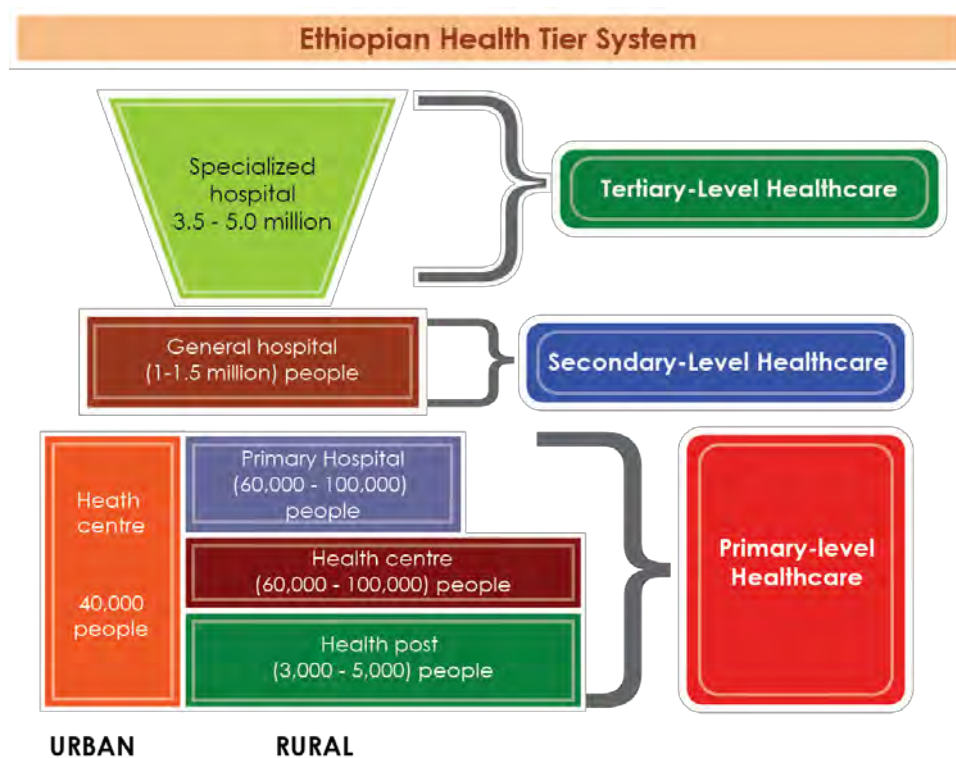 Ethiopian Health Tier System
Specialized
hospital
3.5 - 5.0 million
Tertiary-Level Healthcare
General hospital
(1-1.5 million) people
Secondary-Level Healthcare
Heath
centre
40,000
people
Primary Hospital
(60,000 - 100,000)
people
Health centre
(60,000 - 100,000) people
Health post
(3,000 - 5,000) people
Primary-level
Healthcare
URBAN
RURAL